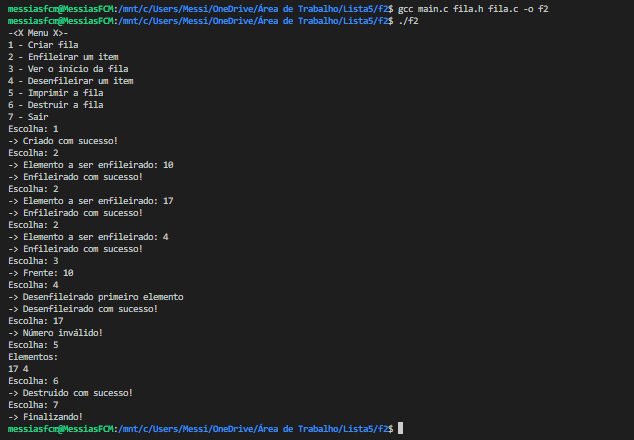 messiasfcm@MessiasFCM:/mnt/c/Users/Messi/OneDrive/Área de Trabalho/Lista5/f2$ gcc main.c fila.h fila.c -o f2
messiasfcm@MessiasFCM:/mnt/c/Users/Messi/OneDrive/Área de Trabalho/Lista5/f2$ ./f2
-<X Menu X>-
1 - Criar fila
2 - Enfileirar um item
3 - Ver o início da fila
4 - Desenfileirar um item
5 - Imprimir a fila
6 - Destruir a fila
7 - Sair
Escolha: 1
-> Criado com sucesso!
Escolha: 2
-> Elemento a ser enfileirado: 10
-> Enfileirado com sucesso!
Escolha: 2
-> Elemento a ser enfileirado: 17
-> Enfileirado com sucesso!
Escolha: 2
-> Elemento a ser enfileirado: 4
-> Enfileirado com sucesso!
Escolha: 3
-> Frente: 10
Escolha: 4
-> Desenfileirado primeiro elemento
-> Desenfileirado com sucesso!
Escolha: 17
-> Número inválido!
Escolha: 5
Elementos:
17 4
Escolha: 6
-> Destruido com sucesso!
Escolha: 7
-> Finalizando!
messiasfcm@MessiasFCM:/mnt/c/Users/Messi/OneDrive/Área de Trabalho/Lista5/f2$